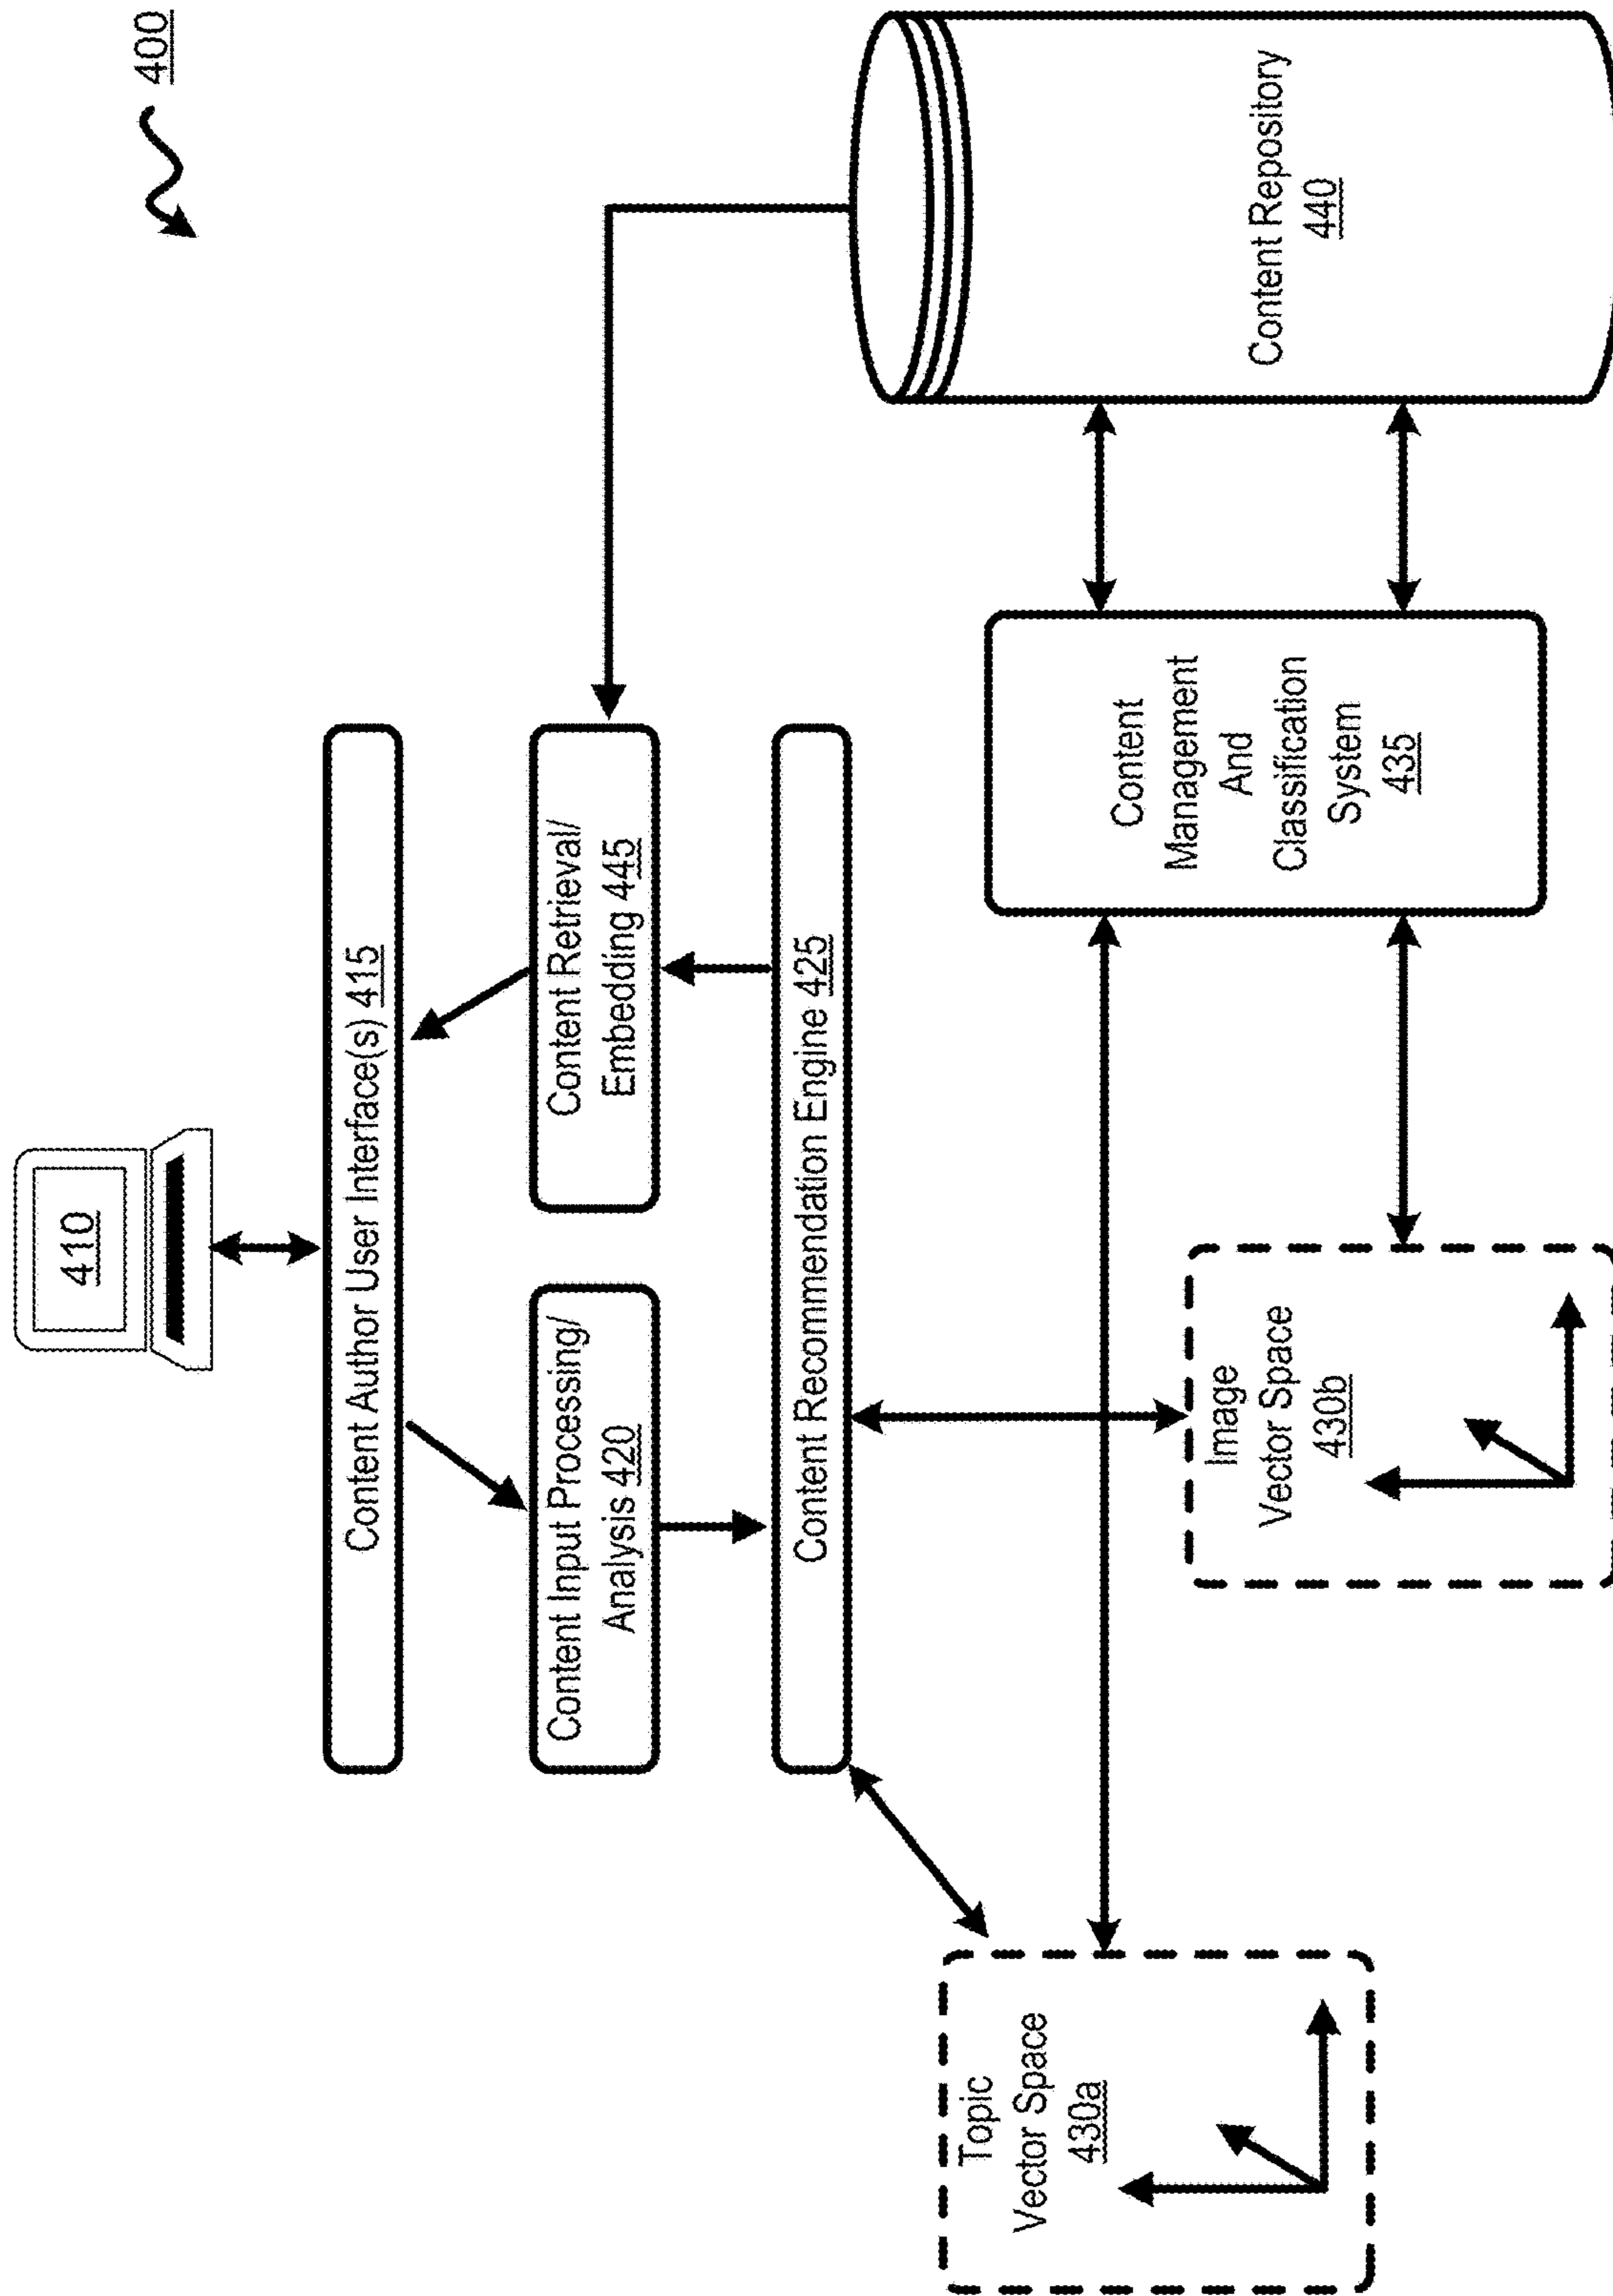 400
410
Content Author User Interface(s) 415
Content Input Processing/
Analysis 420
Content Retrieval/
Embedding 445
Content Recommendation Engine 425
Topic
Vector Space
430a
Image
Vector Space
430b
Content
Management
And
Classification
System
435
Content Repository
440